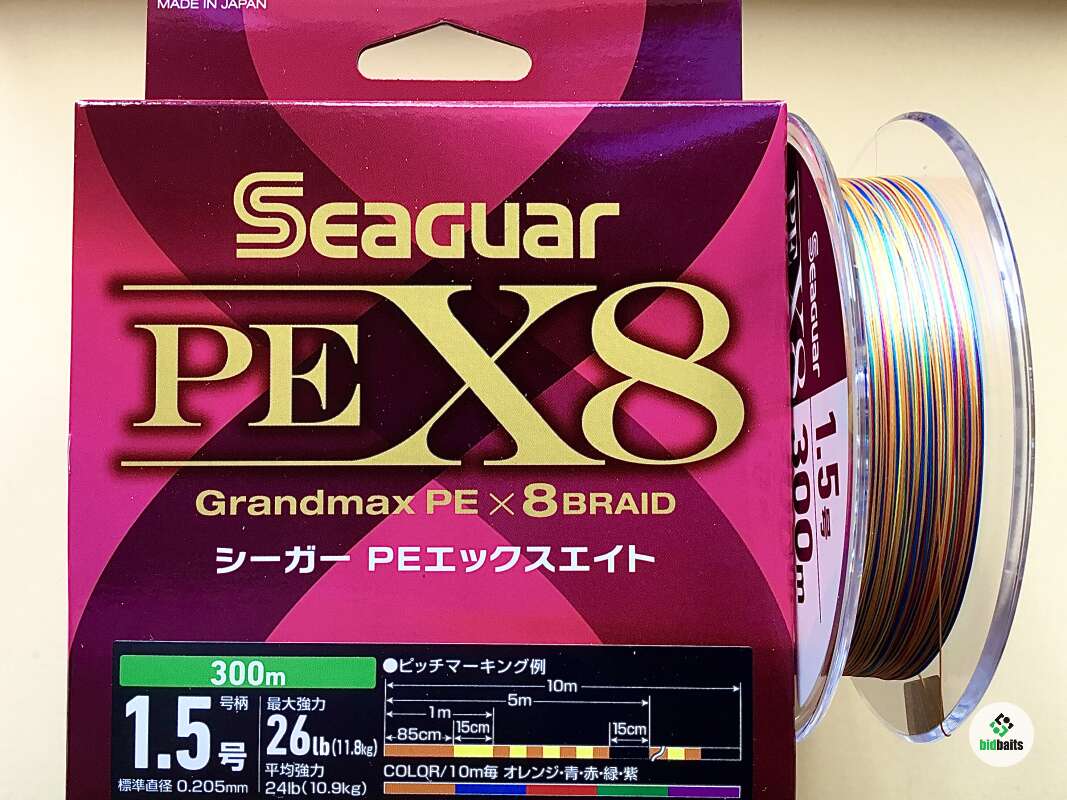 MADE IN JAPAN
SEAGUAR
PE X8
Grandmax PE × 8 BRAID
シーガー PEエックスエイト
300m
1.5号
号柄
標準直径 0.205mm
最大強力
26lb(11.8kg)
平均強力
24lb(10.9kg)
●ピッチマーキング例
10m
5m
1m
85cm
15cm
15cm
COLOR/10m毎 オレンジ・青・赤・緑・紫
SEAGUAR
PE X8
1.5号
300m
bidbaits